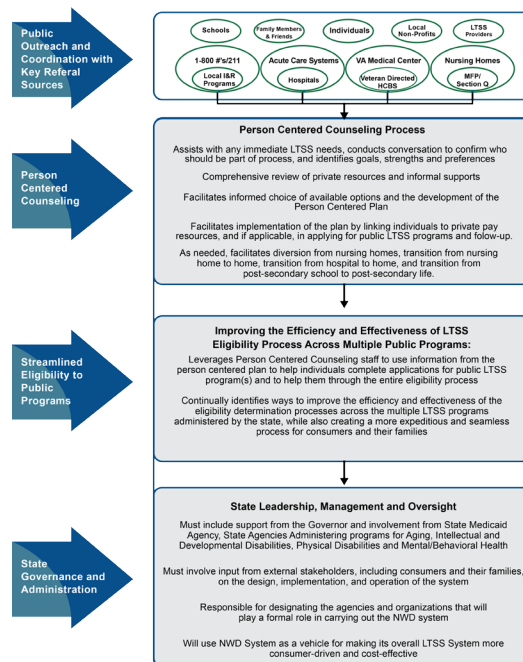 Public
Outreach and
Coordination with
Key Referal
Sources
Schools
Family Members
& Friends
Individuals
Local
Non-Profits
LTSS
Providers
1-800 #'s/211
Local I&R
Programs
Acute Care Systems
Hospitals
VA Medical Center
Veteran Directed
HCBS
Nursing Homes
MFP/
Section Q
Person
Centered
Counseling
Person Centered Counseling Process
Assists with any immediate LTSS needs, conducts conversation to confirm who
should be part of process, and identifies goals, strengths and preferences
Comprehensive review of private resources and informal supports
Facilitates informed choice of available options and the development of the
Person Centered Plan
Facilitates implementation of the plan by linking individuals to private pay
resources, and if applicable, in applying for public LTSS programs and folow-up.
As needed, facilitates diversion from nursing homes, transition from nursing
home to home, transition from hospital to home, and transition from
post-secondary school to post-secondary life.
Streamlined
Eligibility to
Public
Programs
Improving the Efficiency and Effectiveness of LTSS
Eligibility Process Across Multiple Public Programs:
Leverages Person Centered Counseling staff to use information from the
person centered plan to help individuals complete applications for public LTSS
program(s) and to help them through the entire eligibility process
Continually identifies ways to improve the efficiency and effectiveness of the
eligibility determination processes across the multiple LTSS programs
administered by the state, while also creating a more expeditious and seamless
process for consumers and their families
State
Governance and
Administration
State Leadership, Management and Oversight
Must include support from the Governor and involvement from State Medicaid
Agency, State Agencies Administering programs for Aging, Intellectual and
Developmental Disabilities, Physical Disabilities and Mental/Behavioral Health
Must involve input from external stakeholders, including consumers and their families,
on the design, implementation, and operation of the system
Responsible for designating the agencies and organizations that will
play a formal role in carrying out the NWD system
Will use NWD System as a vehicle for making its overall LTSS System more
consumer-driven and cost-effective